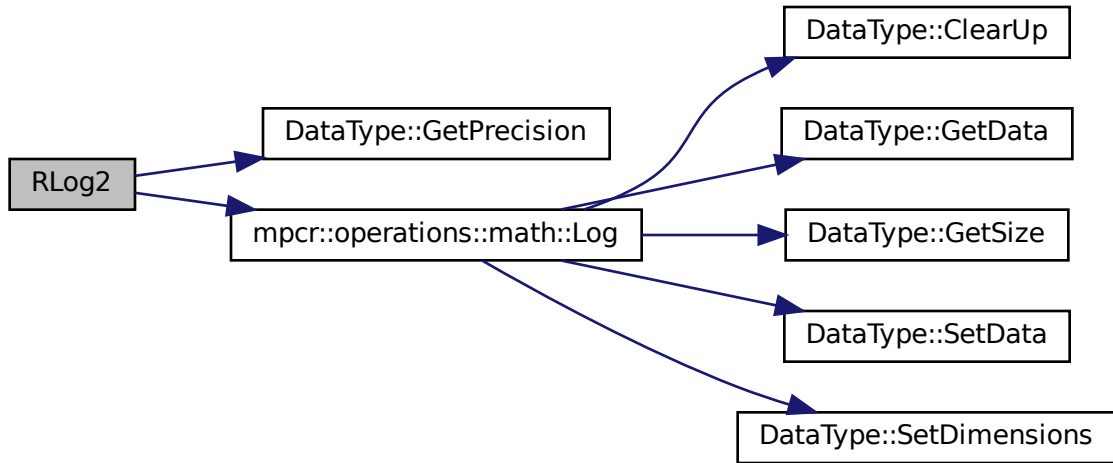 RLog2
DataType::GetPrecision
mpcr::operations::math::Log
DataType::ClearUp
DataType::GetData
DataType::GetSize
DataType::SetData
DataType::SetDimensions